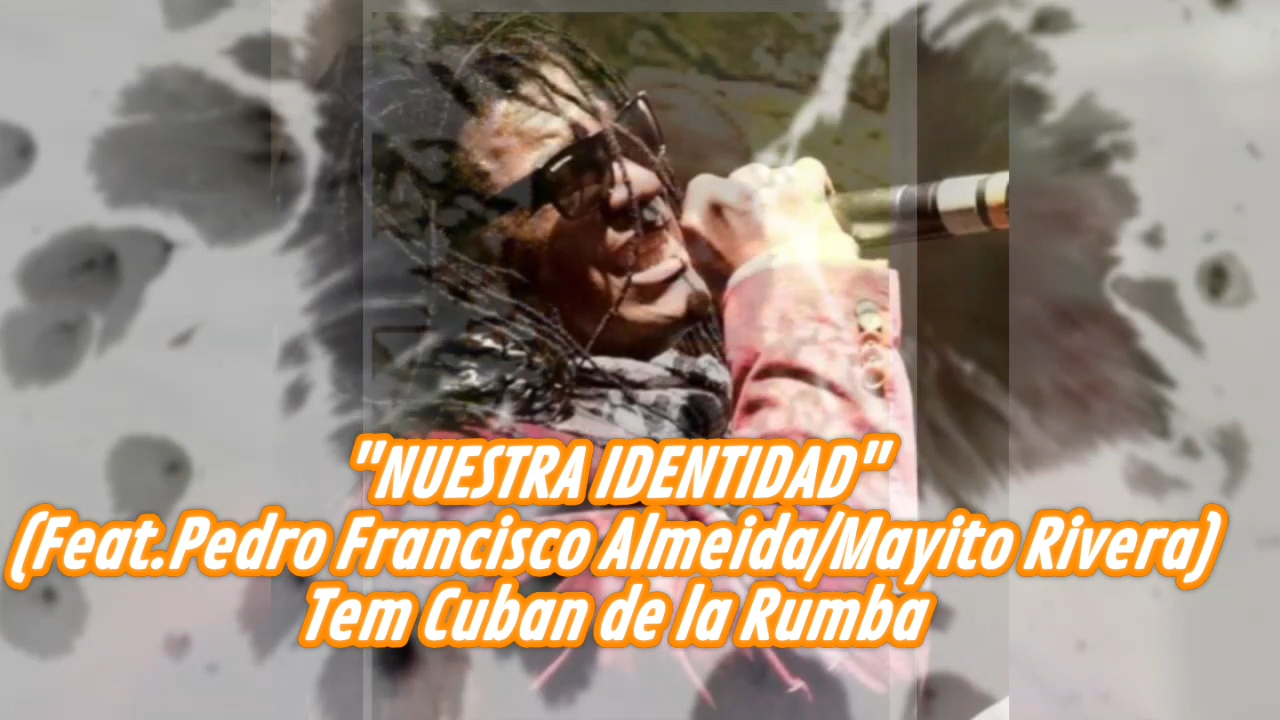 "NUESTRA IDENTIDAD"
(Feat.Pedro Francisco Almeida/Mayito Rivera)
Tem Cuban de la Rumba